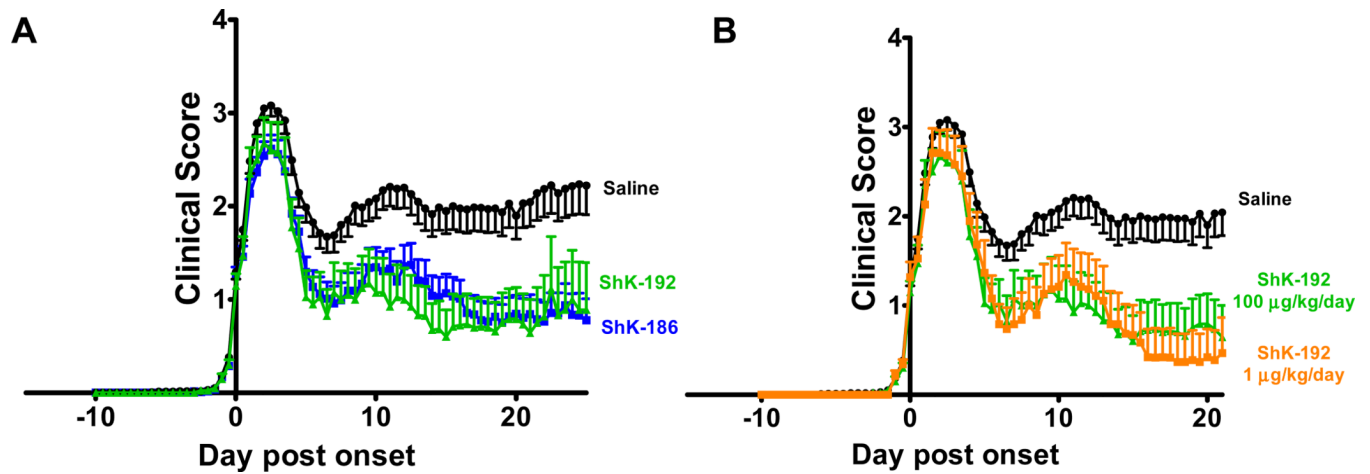 A
Clinical Score
4
3
2
1
Saline
ShK-192
ShK-186
-10
0
10
20
Day post onset
B
Clinical Score
4
3
2
1
Saline
ShK-192
100 µg/kg/day
ShK-192
1 µg/kg/day
-10
0
10
20
Day post onset